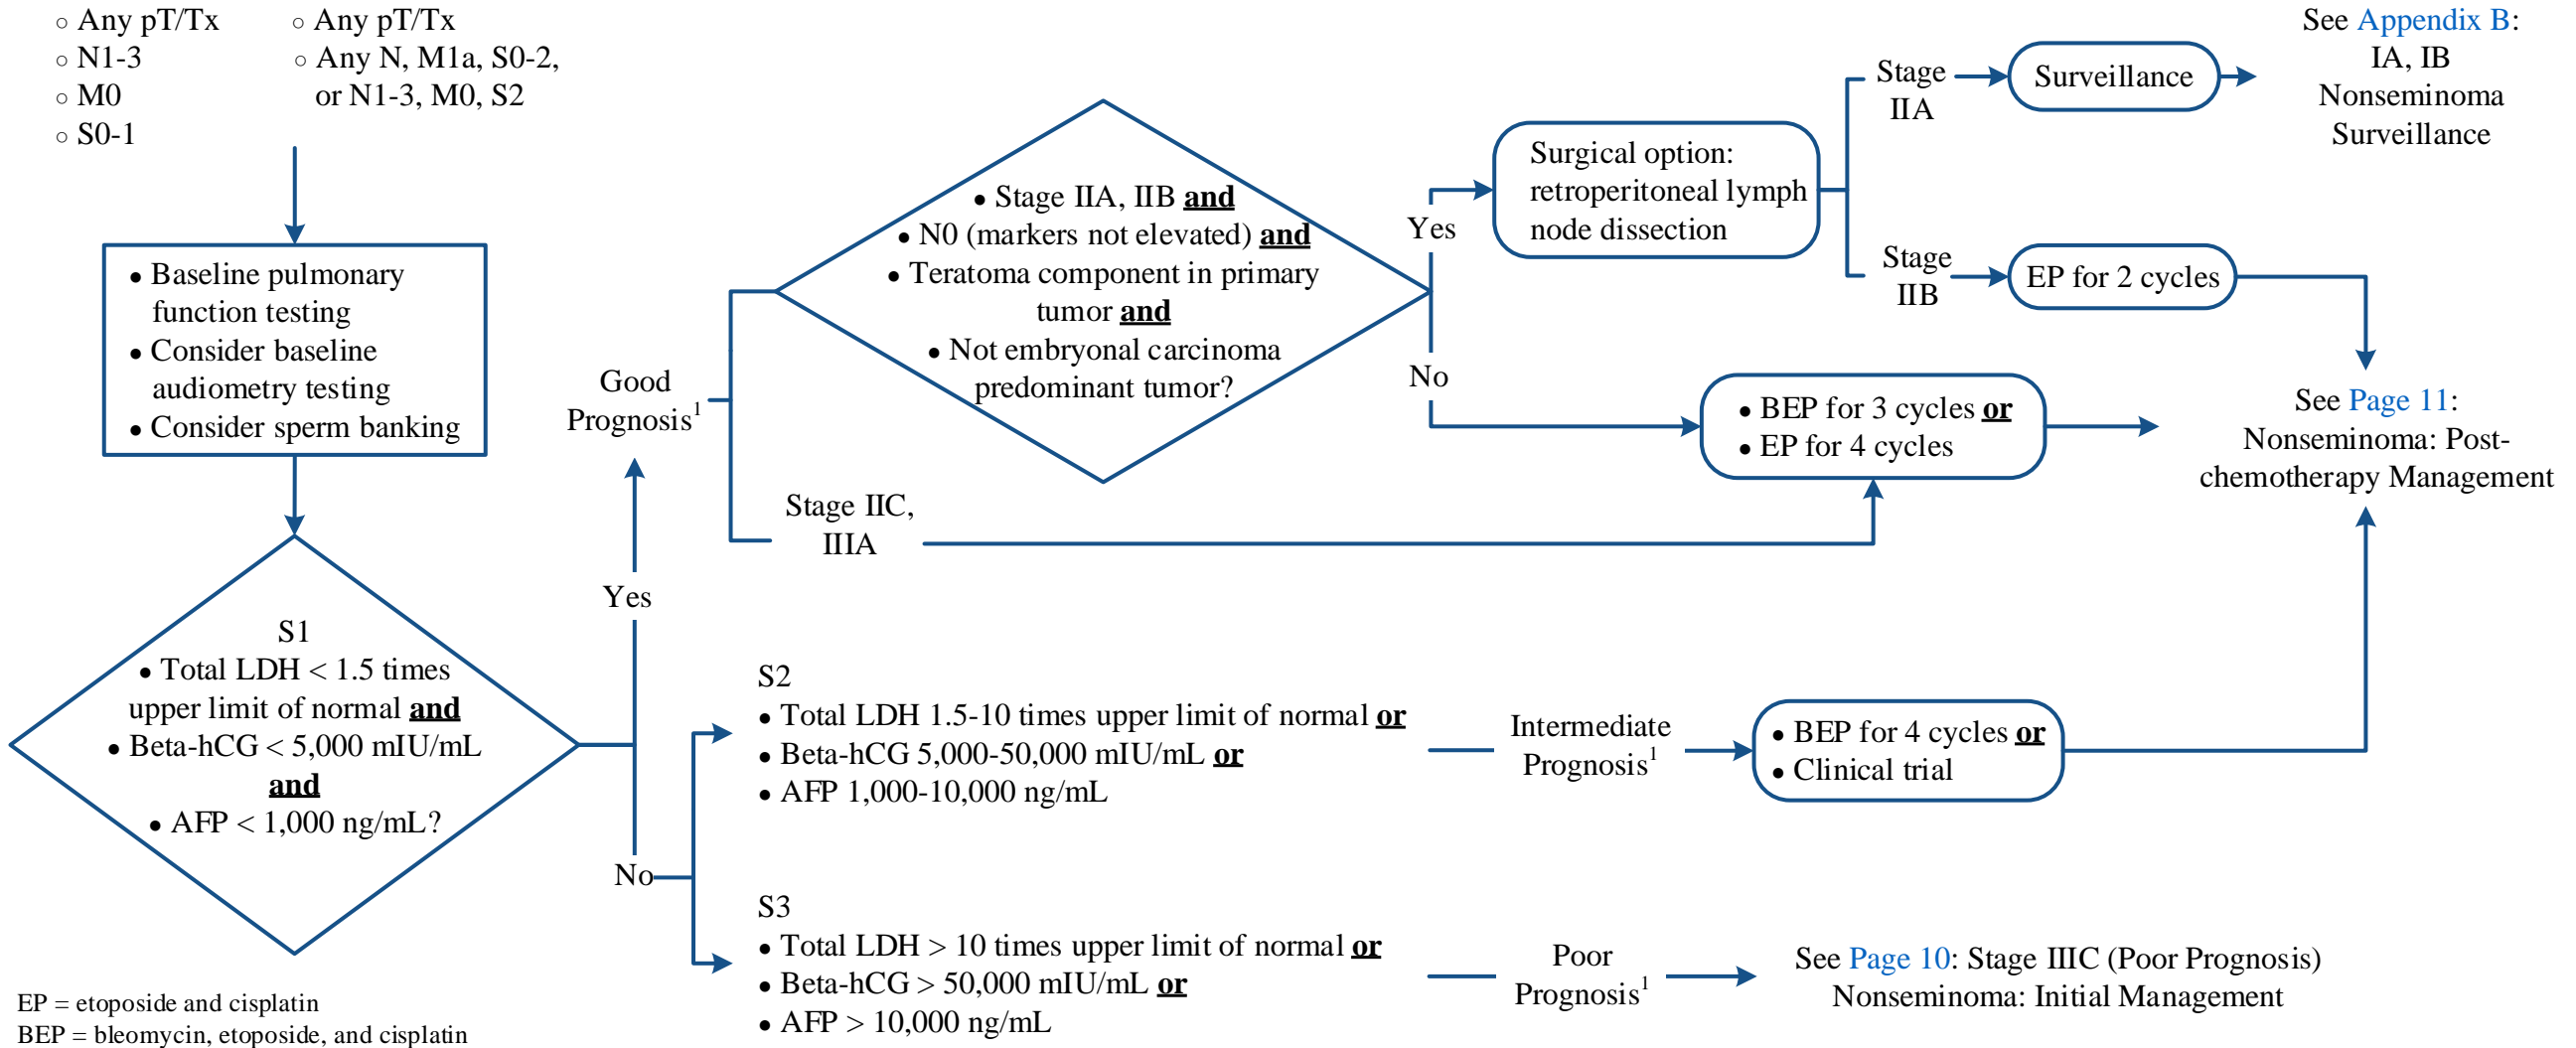 ○ Any pT/Tx
○ N1-3
○ M0
○ S0-1
○ Any pT/Tx
○ Any N, M1a, S0-2,
or N1-3, M0, S2
● Baseline pulmonary
function testing
● Consider baseline
audiometry testing
● Consider sperm banking
S1
● Total LDH < 1.5 times
upper limit of normal and
● Beta-hCG < 5,000 mIU/mL
and
● AFP < 1,000 ng/mL?
Yes
No
Good
Prognosis1
● Stage IIA, IIB and
● N0 (markers not elevated) and
● Teratoma component in primary
tumor and
● Not embryonal carcinoma
predominant tumor?
Yes
No
Surgical option:
retroperitoneal lymph
node dissection
Stage
IIA
Surveillance
See Appendix B:
IA, IB
Nonseminoma
Surveillance
Stage
IIB
EP for 2 cycles
● BEP for 3 cycles or
● EP for 4 cycles
See Page 11:
Nonseminoma: Post-
chemotherapy Management
Stage IIC,
IIIA
S2
● Total LDH 1.5-10 times upper limit of normal or
● Beta-hCG 5,000-50,000 mIU/mL or
● AFP 1,000-10,000 ng/mL
Intermediate
Prognosis1
● BEP for 4 cycles or
● Clinical trial
S3
● Total LDH > 10 times upper limit of normal or
● Beta-hCG > 50,000 mIU/mL or
● AFP > 10,000 ng/mL
Poor
Prognosis1
See Page 10: Stage IIIC (Poor Prognosis)
Nonseminoma: Initial Management
EP = etoposide and cisplatin
BEP = bleomycin, etoposide, and cisplatin